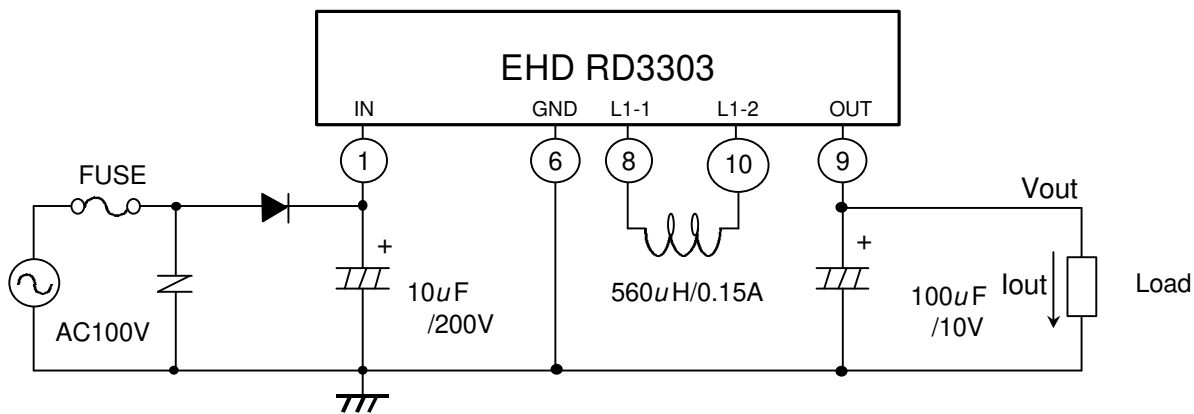 EHD RD3303
IN GND L1-1 L1-2 OUT
1 6 8 10 9
FUSE
Vout
+ +
10uF
/200V
560uH/0.15A
100uF
/10V
Iout
Load
AC100V